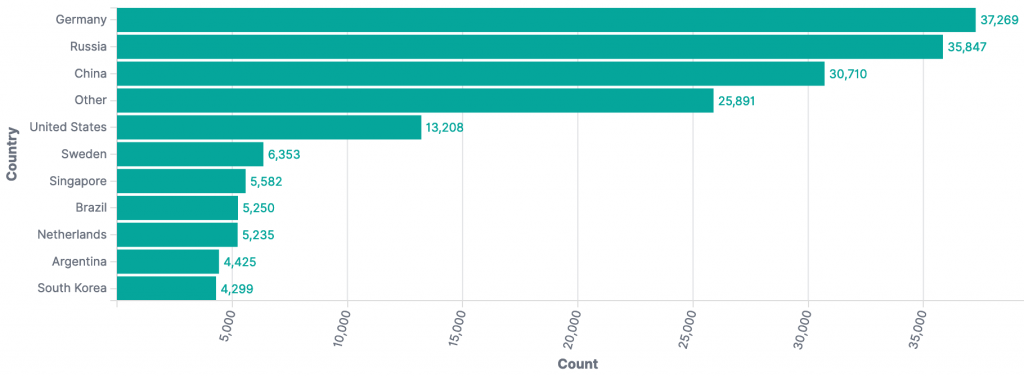 Germany 37,269
Russia 35,847
China 30,710
Other 25,891
United States 13,208
Sweden 6,353
Singapore 5,582
Brazil 5,250
Netherlands 5,235
Argentina 4,425
South Korea 4,299
Country
5,000 10,000 15,000 20,000 25,000 30,000 35,000
Count